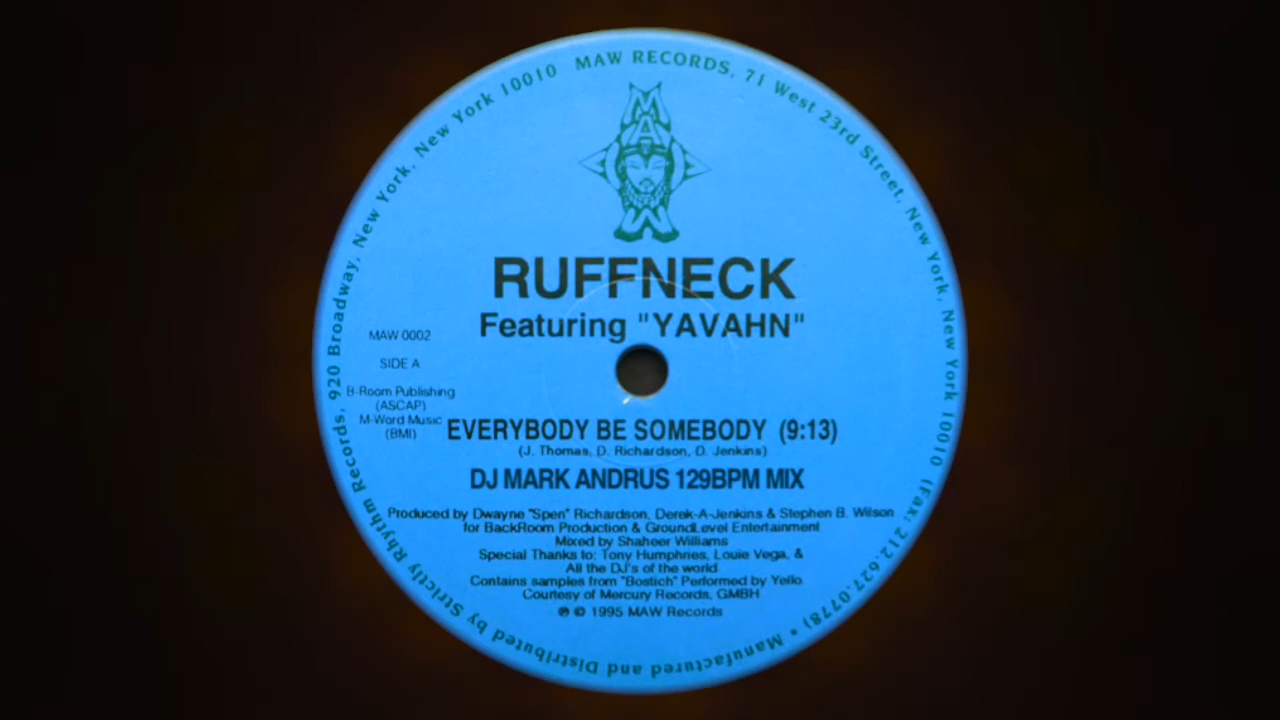 MAW RECORDS, 71 West 23rd Street, New York, New York 10010 (Fax: 212.627.0778) • Manufactured and Distributed by Strictly Rhythm Records, 920 Broadway, New York, New York 10010
MAW
RUFFNECK
Featuring "YAVAHN"
MAW 0002
SIDE A
B-Room Publishing
(ASCAP)
M-Word Music
(BMI)
EVERYBODY BE SOMEBODY (9:13)
(J. Thomas, D. Richardson, D. Jenkins)
DJ MARK ANDRUS 129BPM MIX
Produced by Dwayne "Spen" Richardson, Derek-A-Jenkins & Stephen B. Wilson
for BackRoom Production & GroundLevel Entertainment
Mixed by Shaheer Williams
Special Thanks to: Tony Humphries, Louie Vega, &
All the DJ's of the world
Contains samples from "Bostich" Performed by Yello
Courtesy of Mercury Records, GMBH
℗ © 1995 MAW Records